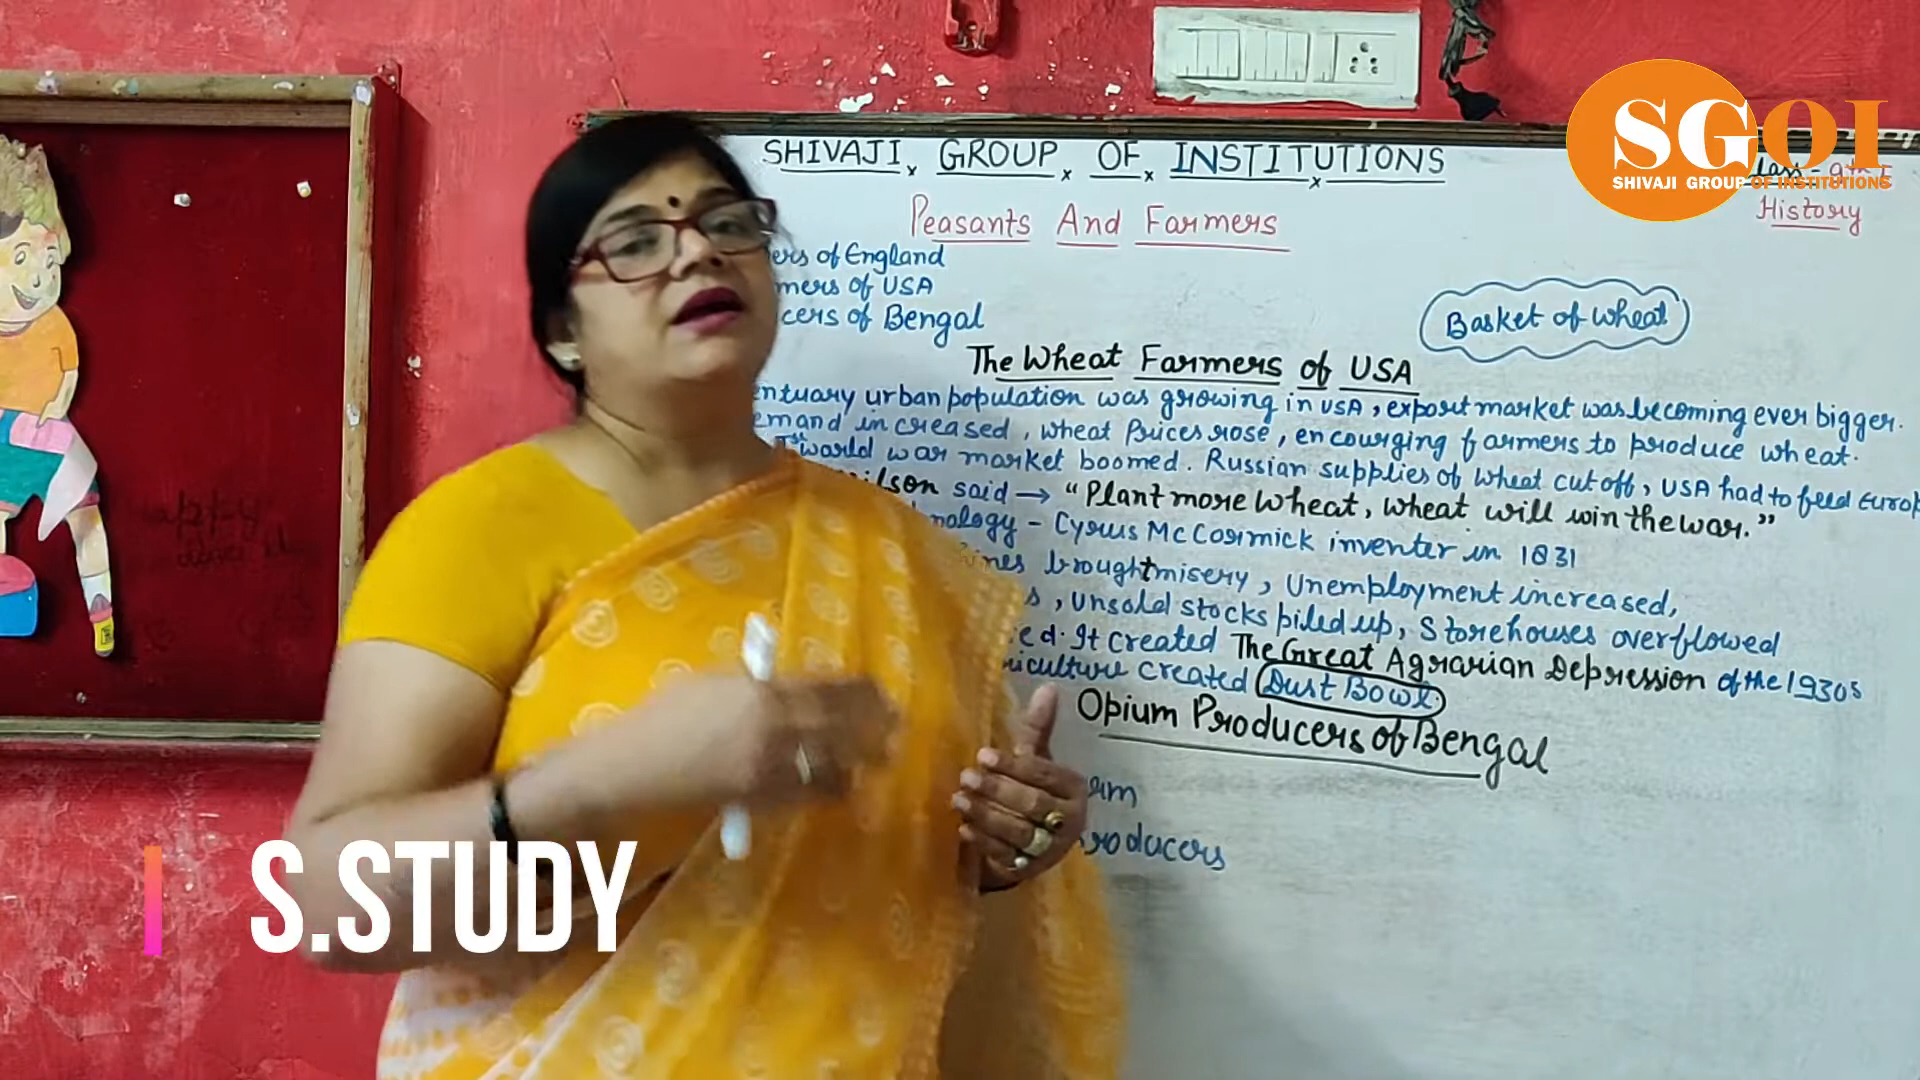 SHIVAJI GROUP OF INSTITUTIONS
SGOI
SHIVAJI GROUP OF INSTITUTIONS
History
Peasants And Farmers
of England
of USA
of Bengal
Basket of wheat
The Wheat Farmers of USA
urban population was growing in USA, export market was becoming ever bigger.
increased, wheat Prices rose, encourging farmers to produce wheat.
Ist world war market boomed. Russian supplies of wheat cut off, USA had to feed
said → "Plant more wheat, wheat will win the war."
- Cyrus McCormick inventer in 1831
brought misery, Unemployment increased,
, Unsold stocks piled up, Storehouses overflowed
It created The Great Agrarian Depression of the 1930s
created Dust Bowl.
Opium Producers of Bengal
S.STUDY